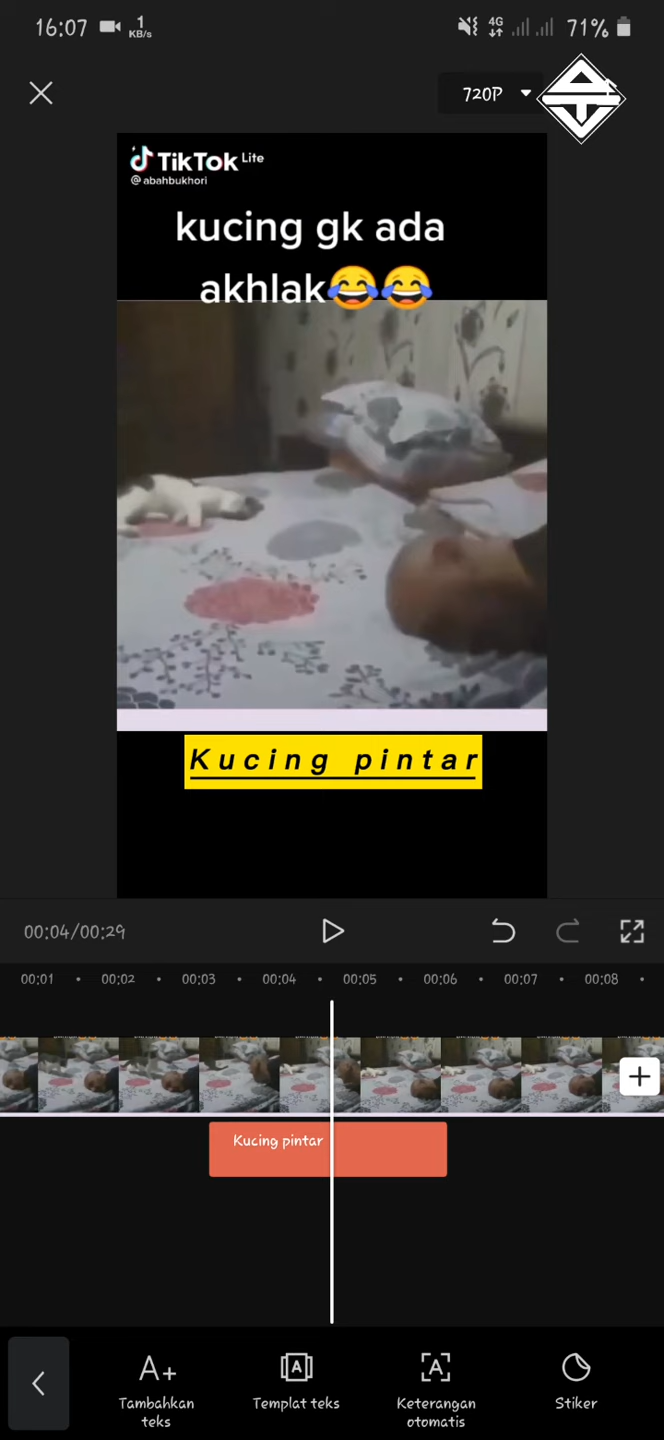 16:07
1
KB/s
4G
71%
720P
TikTok Lite
@abahbukhori
kucing gk ada
akhlak😂😂
Kucing pintar
00:04/00:29
00:01 00:02 00:03 00:04 00:05 00:06 00:07 00:08
Kucing pintar
A+
Tambahkan
teks
A
Templat teks
A
Keterangan
otomatis
Stiker